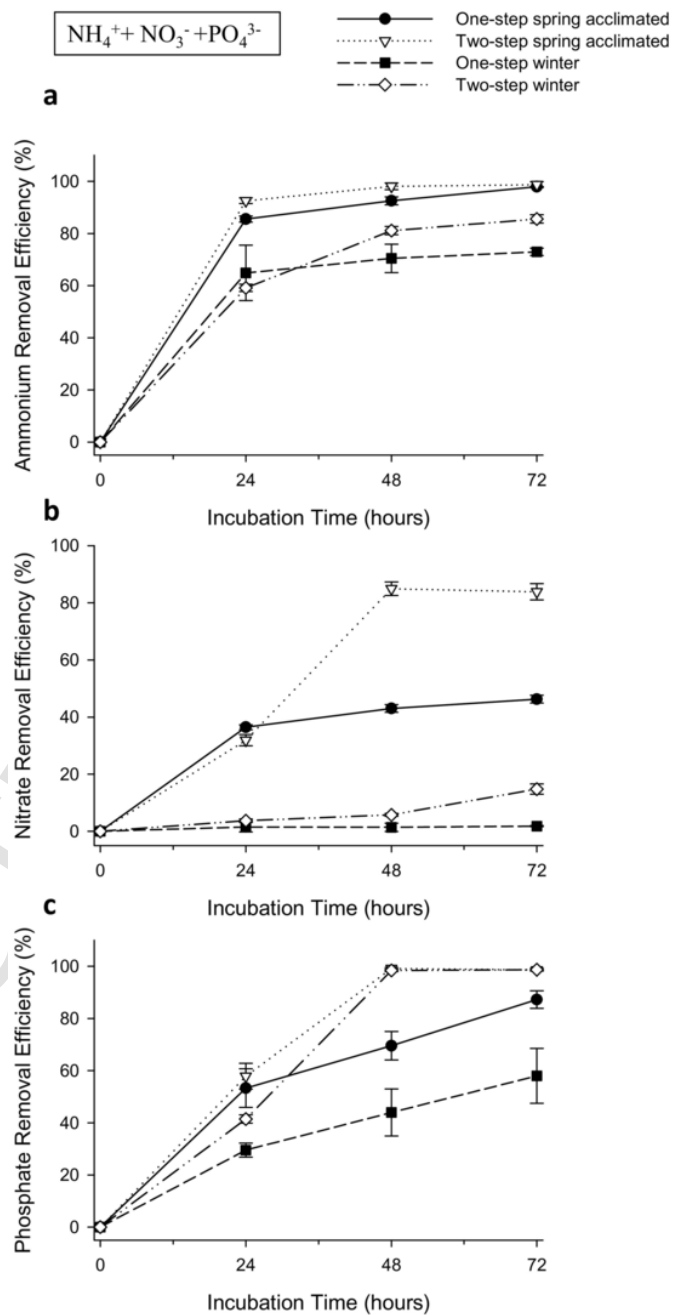 NH₄⁺+ NO₃⁻ +PO₄³⁻
One-step spring acclimated
Two-step spring acclimated
One-step winter
Two-step winter
a
Ammonium Removal Efficiency (%)
100
80
60
40
20
0
0 24 48 72
Incubation Time (hours)
b
Nitrate Removal Efficiency (%)
100
80
60
40
20
0
0 24 48 72
Incubation Time (hours)
c
Phosphate Removal Efficiency (%)
100
80
60
40
20
0
0 24 48 72
Incubation Time (hours)